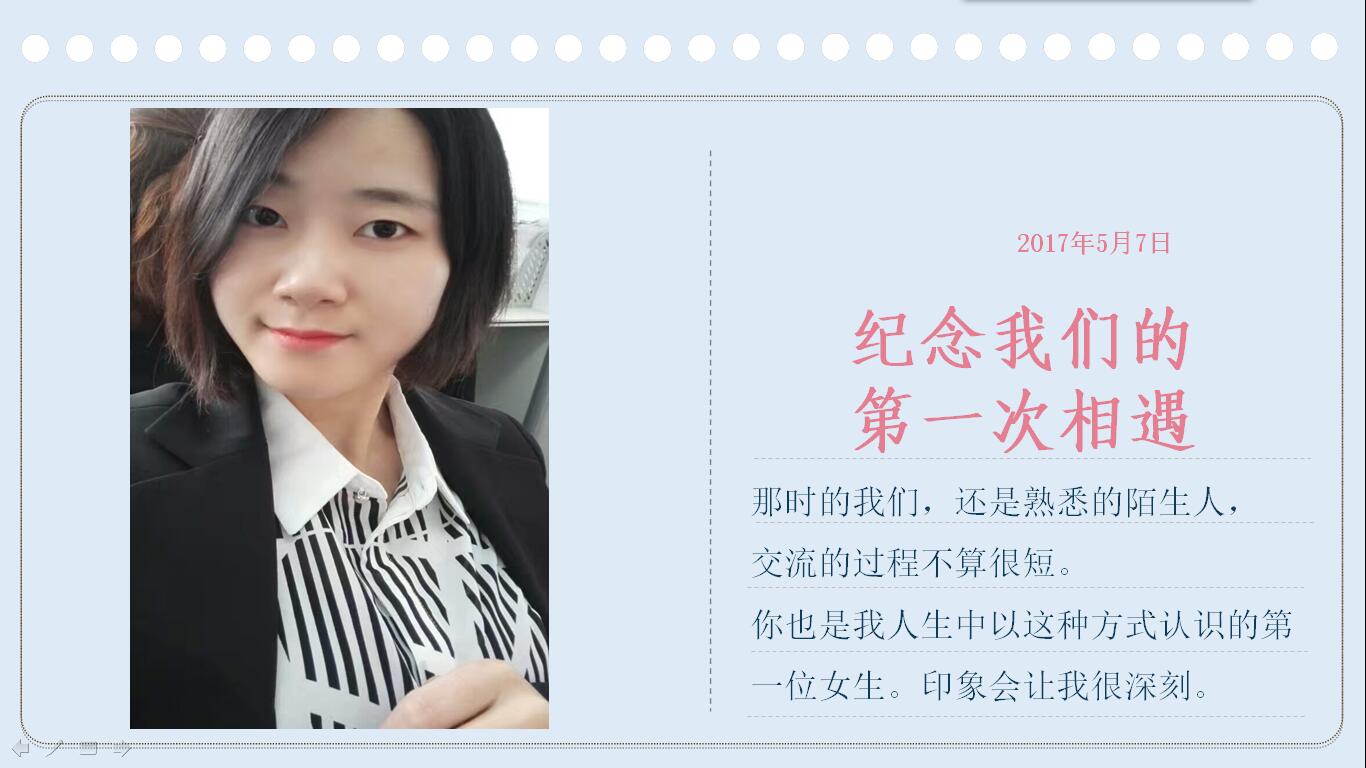 2017年5月7日
纪念我们的
第一次相遇
那时的我们，还是熟悉的陌生人，
交流的过程不算很短。
你也是我人生中以这种方式认识的第
一位女生。印象会让我很深刻。